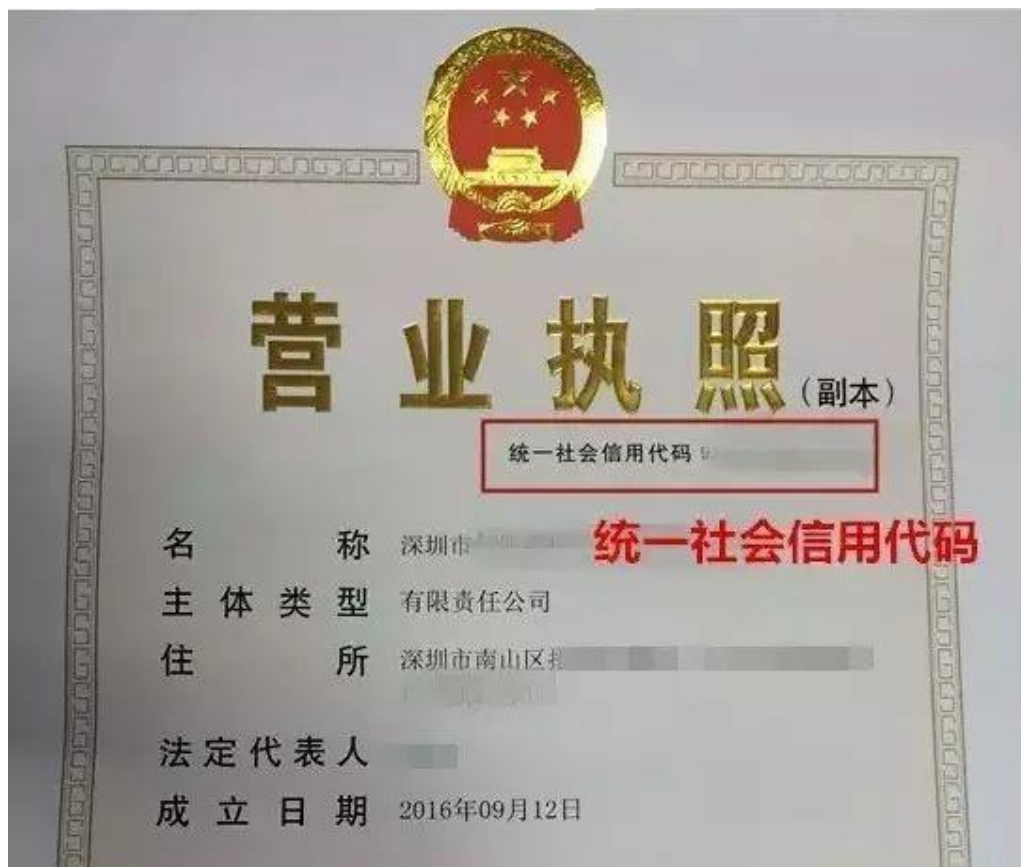 营业执照(副本)
统一社会信用代码 9
名称 深圳市
统一社会信用代码
主体类型 有限责任公司
住所 深圳市南山区
法定代表人
成立日期 2016年09月12日